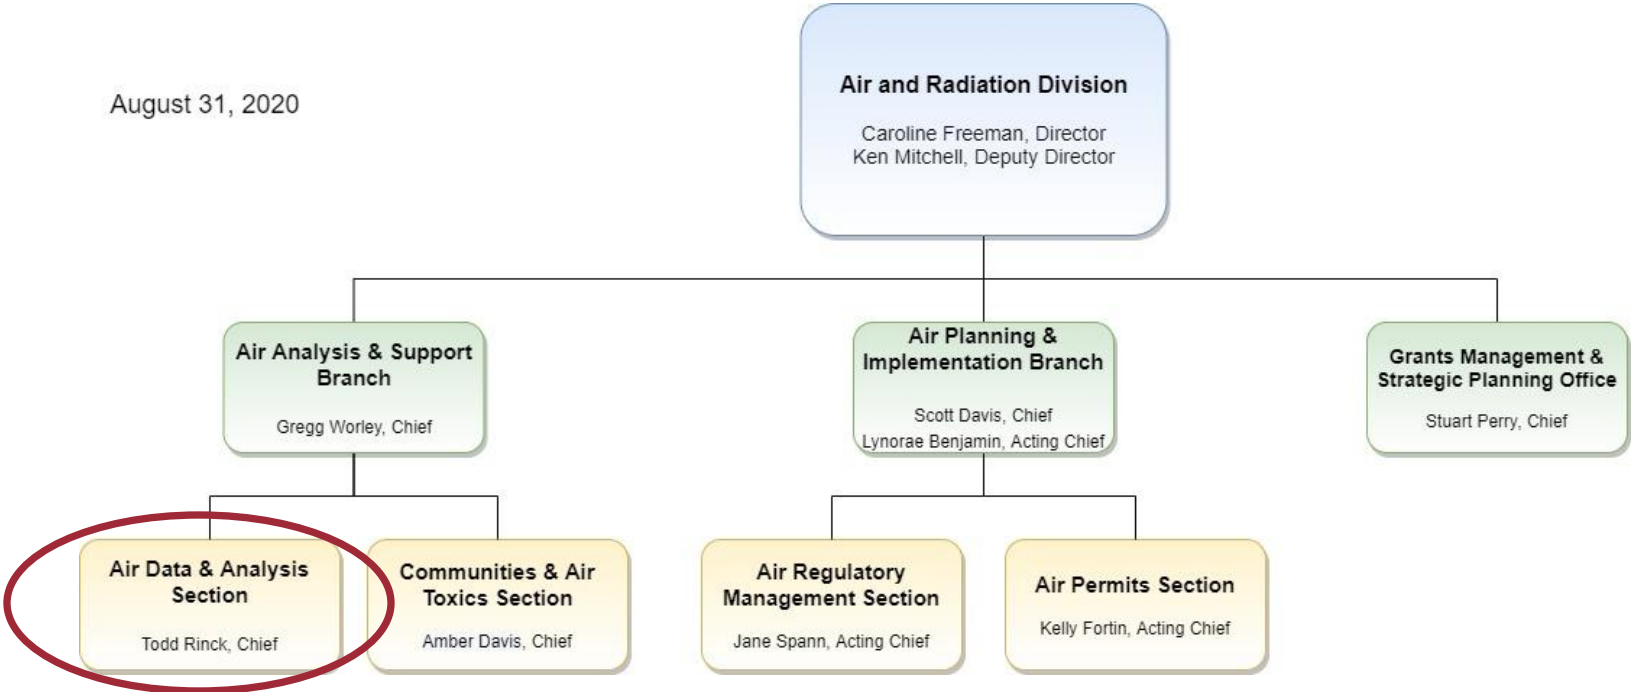 August 31, 2020
Air and Radiation Division
Caroline Freeman, Director
Ken Mitchell, Deputy Director
Air Analysis & Support
Branch
Gregg Worley, Chief
Air Planning &
Implementation Branch
Scott Davis, Chief
Lynorae Benjamin, Acting Chief
Grants Management &
Strategic Planning Office
Stuart Perry, Chief
Air Data & Analysis
Section
Todd Rinck, Chief
Communities & Air
Toxics Section
Amber Davis, Chief
Air Regulatory
Management Section
Jane Spann, Acting Chief
Air Permits Section
Kelly Fortin, Acting Chief